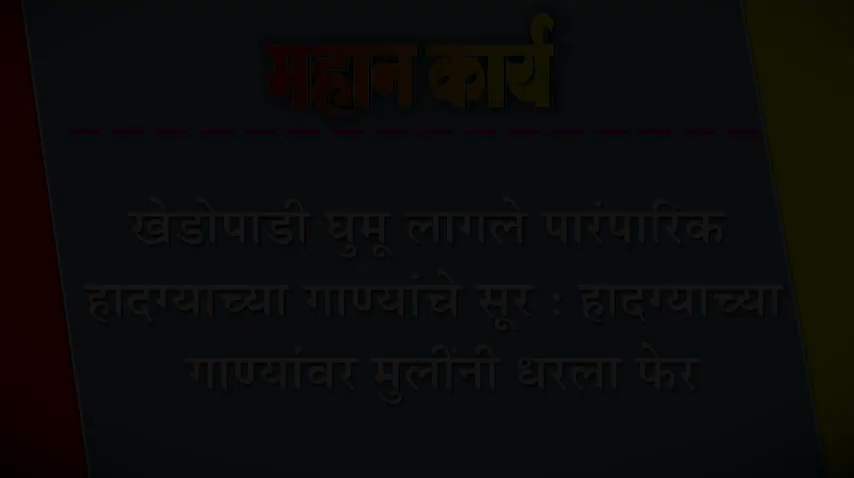 महान कार्य
खेडोपाडी घुमू लागले पारंपारिक
हादग्याच्या गाण्यांचे सूर : हादग्याच्या
गाण्यांवर मुलींनी धरला फेर